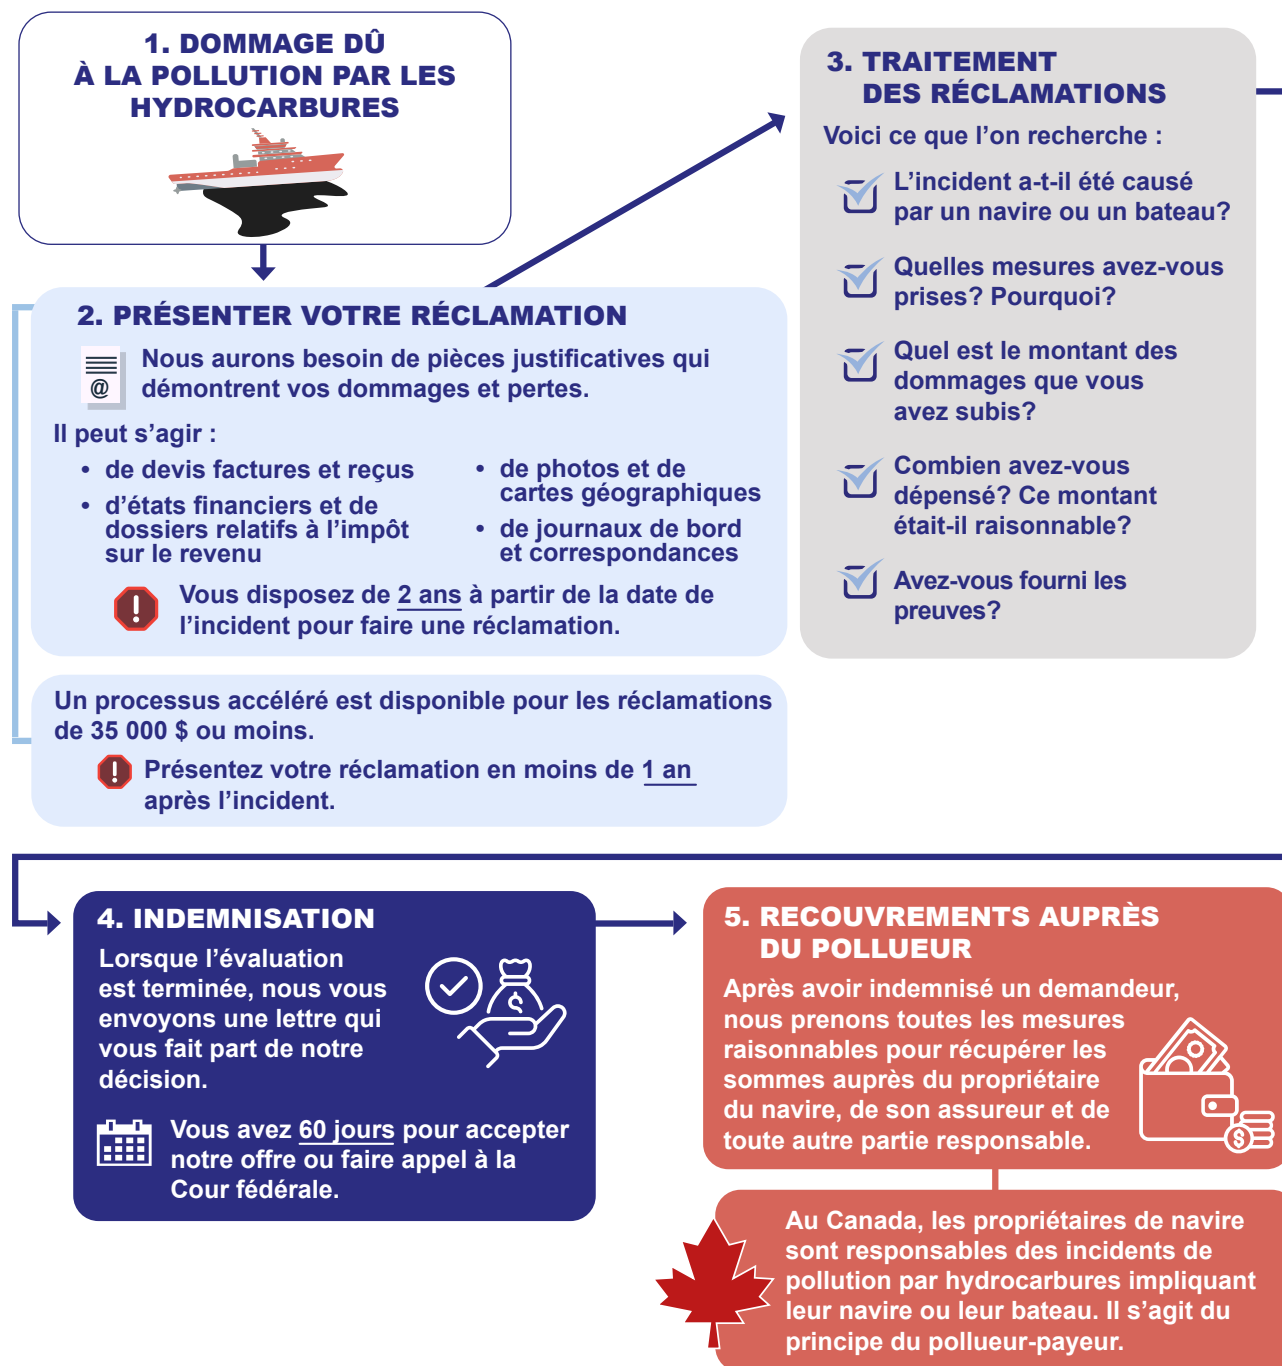 1. DOMMAGE DÛ
À LA POLLUTION PAR LES
HYDROCARBURES
2. PRÉSENTER VOTRE RÉCLAMATION
@
Nous aurons besoin de pièces justificatives qui
démontrent vos dommages et pertes.
Il peut s’agir :
• de devis factures et reçus
• d’états financiers et de
dossiers relatifs à l’impôt
sur le revenu
• de photos et de
cartes géographiques
• de journaux de bord
et correspondances
! Vous disposez de 2 ans à partir de la date de
l’incident pour faire une réclamation.
Un processus accéléré est disponible pour les réclamations
de 35 000 $ ou moins.
! Présentez votre réclamation en moins de 1 an
après l’incident.
3. TRAITEMENT
DES RÉCLAMATIONS
Voici ce que l’on recherche :
L’incident a-t-il été causé
par un navire ou un bateau?
Quelles mesures avez-vous
prises? Pourquoi?
Quel est le montant des
dommages que vous
avez subis?
Combien avez-vous
dépensé? Ce montant
était-il raisonnable?
Avez-vous fourni les
preuves?
4. INDEMNISATION
Lorsque l’évaluation
est terminée, nous vous
envoyons une lettre qui
vous fait part de notre
décision.
$
Vous avez 60 jours pour accepter
notre offre ou faire appel à la
Cour fédérale.
5. RECOUVREMENTS AUPRÈS
DU POLLUEUR
Après avoir indemnisé un demandeur,
nous prenons toutes les mesures
raisonnables pour récupérer les
sommes auprès du propriétaire
du navire, de son assureur et de
toute autre partie responsable.
$
Au Canada, les propriétaires de navire
sont responsables des incidents de
pollution par hydrocarbures impliquant
leur navire ou leur bateau. Il s’agit du
principe du pollueur-payeur.